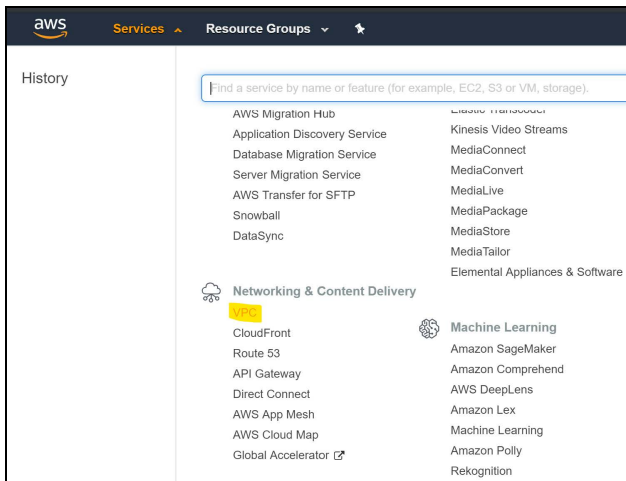 aws
Services
Resource Groups
History
Find a service by name or feature (for example, EC2, S3 or VM, storage).
AWS Migration Hub
Application Discovery Service
Database Migration Service
Server Migration Service
AWS Transfer for SFTP
Snowball
DataSync
Networking & Content Delivery
VPC
CloudFront
Route 53
API Gateway
Direct Connect
AWS App Mesh
AWS Cloud Map
Global Accelerator
Elastic Transcoder
Kinesis Video Streams
MediaConnect
MediaConvert
MediaLive
MediaPackage
MediaStore
MediaTailor
Elemental Appliances & Software
Machine Learning
Amazon SageMaker
Amazon Comprehend
AWS DeepLens
Amazon Lex
Machine Learning
Amazon Polly
Rekognition